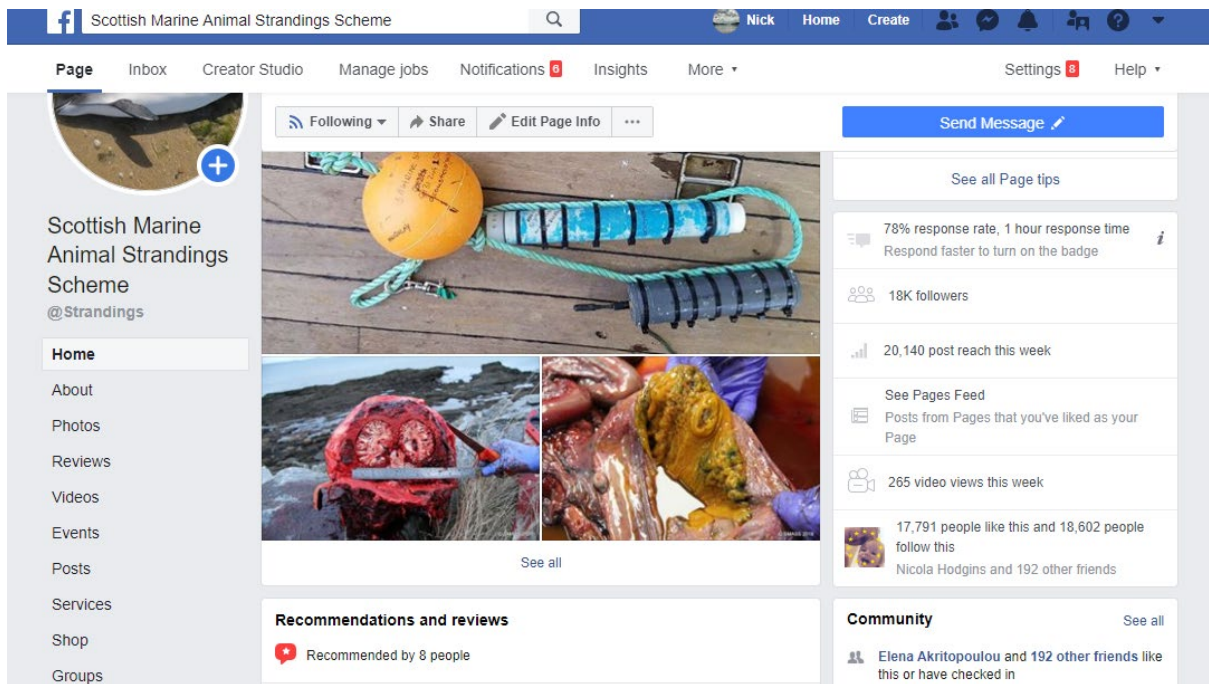 Scottish Marine Animal Strandings Scheme
Nick
Home
Create
Page
Inbox
Creator Studio
Manage jobs
Notifications 6
Insights
More
Settings 8
Help
Following
Share
Edit Page Info
Send Message
Scottish Marine
Animal Strandings
Scheme
@Strandings
Home
About
Photos
Reviews
Videos
Events
Posts
Services
Shop
Groups
See all
Recommendations and reviews
Recommended by 8 people
See all Page tips
78% response rate, 1 hour response time
Respond faster to turn on the badge
18K followers
20,140 post reach this week
See Pages Feed
Posts from Pages that you've liked as your
Page
265 video views this week
17,791 people like this and 18,602 people
follow this
Nicola Hodgins and 192 other friends
Community
See all
Elena Akritopoulou and 192 other friends like
this or have checked in